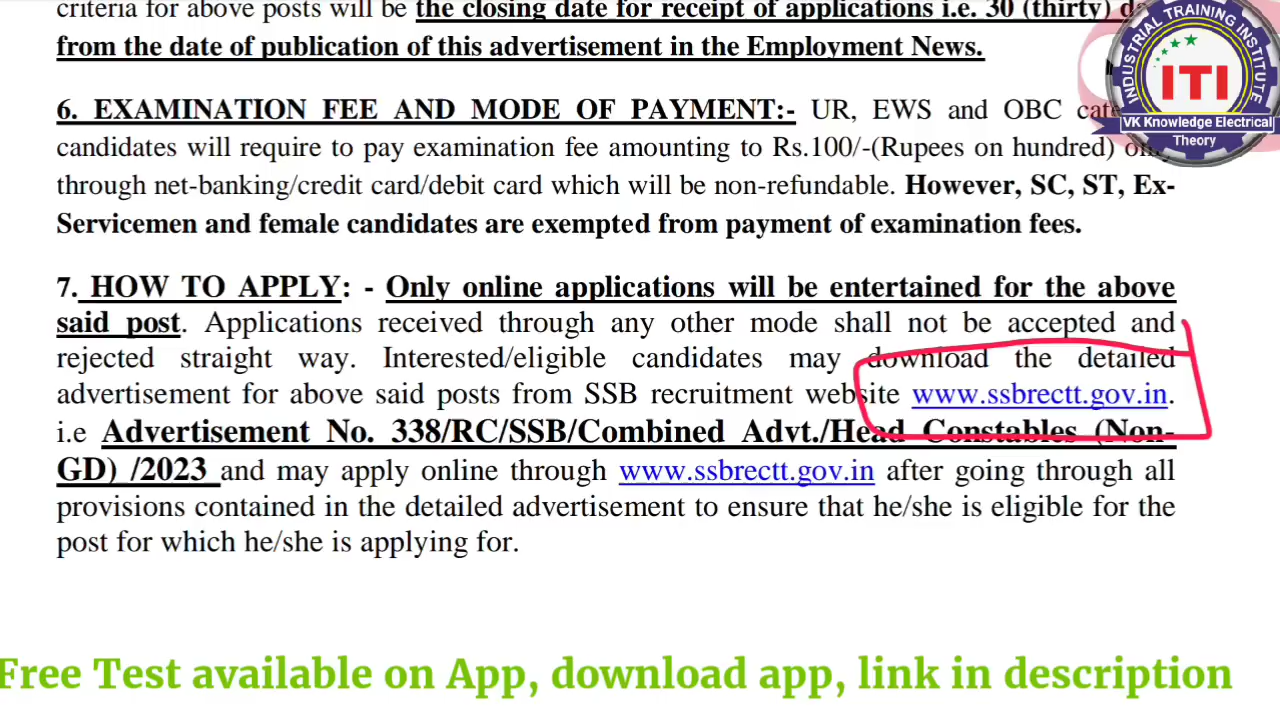 criteria for above posts will be the closing date for receipt of applications i.e. 30 (thirty)
from the date of publication of this advertisement in the Employment News.
6. EXAMINATION FEE AND MODE OF PAYMENT:- UR, EWS and OBC
candidates will require to pay examination fee amounting to Rs.100/-(Rupees on hundred) only
through net-banking/credit card/debit card which will be non-refundable. However, SC, ST, Ex-
Servicemen and female candidates are exempted from payment of examination fees.
7. HOW TO APPLY: - Only online applications will be entertained for the above
said post. Applications received through any other mode shall not be accepted and
rejected straight way. Interested/eligible candidates may download the detailed
advertisement for above said posts from SSB recruitment website www.ssbrectt.gov.in.
i.e Advertisement No. 338/RC/SSB/Combined Advt./Head Constables (Non-
GD) /2023 and may apply online through www.ssbrectt.gov.in after going through all
provisions contained in the detailed advertisement to ensure that he/she is eligible for the
post for which he/she is applying for.
INDUSTRIAL TRAINING INSTITUTE
ITI
VK Knowledge Electrical
Theory
Free Test available on App, download app, link in description